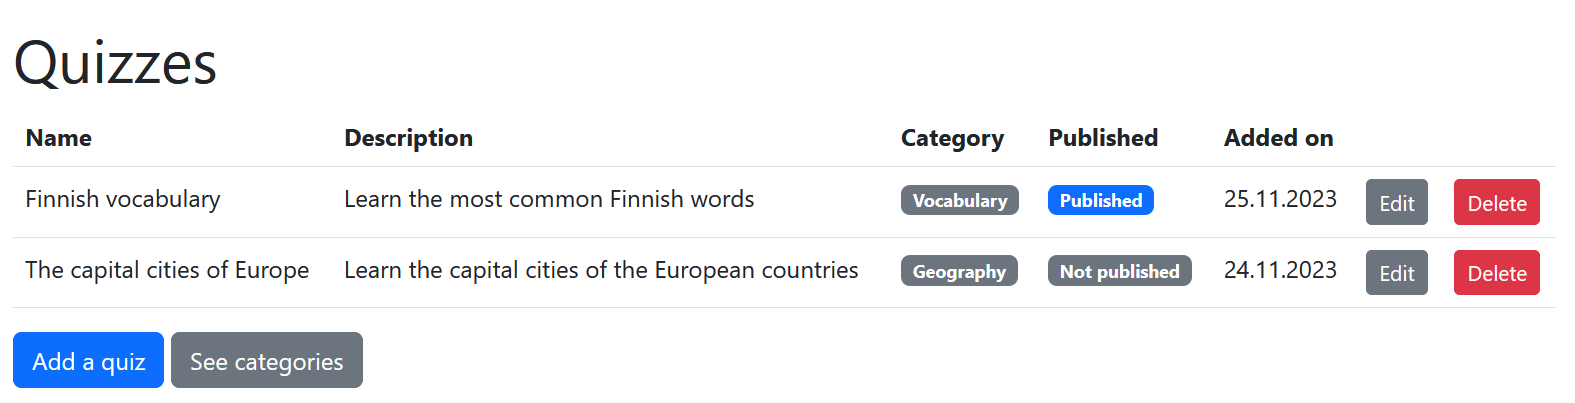 Quizzes
Name Description Category Published Added on
Finnish vocabulary Learn the most common Finnish words Vocabulary Published 25.11.2023 Edit Delete
The capital cities of Europe Learn the capital cities of the European countries Geography Not published 24.11.2023 Edit Delete
Add a quiz See categories